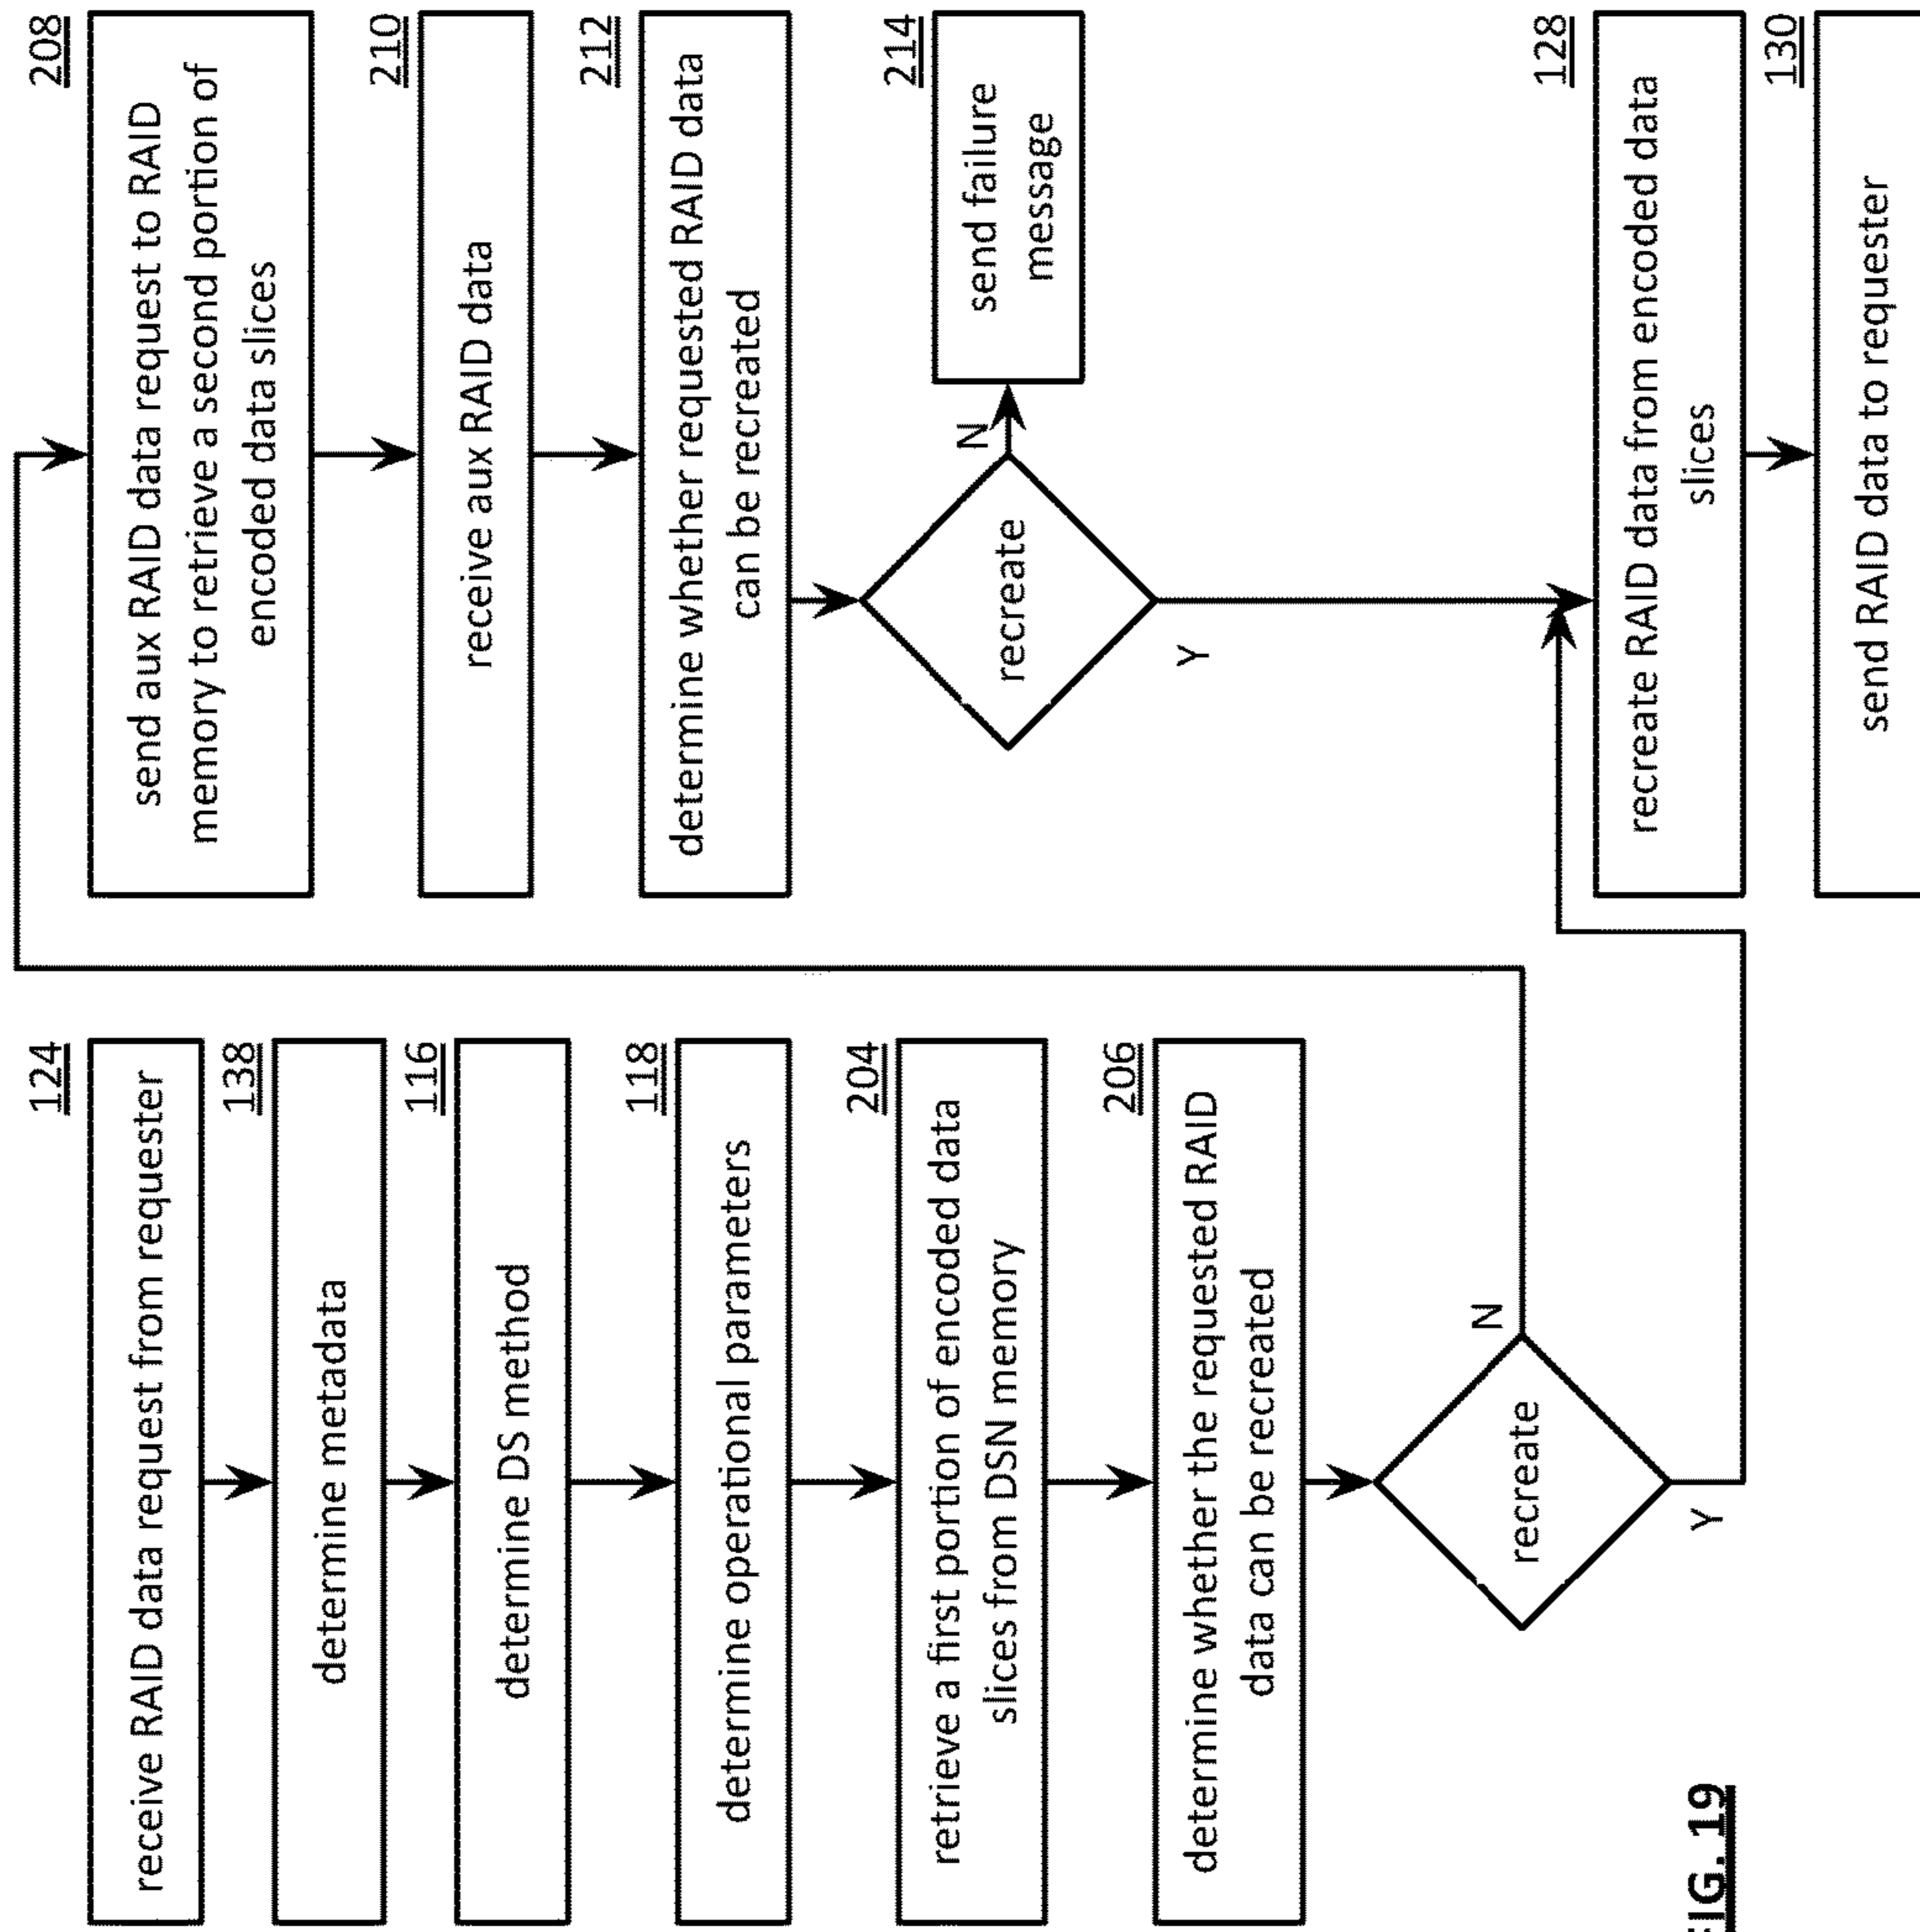 124
receive RAID data request from requester
138
determine metadata
116
determine DS method
118
determine operational parameters
204
retrieve a first portion of encoded data
slices from DSN memory
206
determine whether the requested RAID
data can be recreated
recreate
N
Y
208
send aux RAID data request to RAID
memory to retrieve a second portion of
encoded data slices
210
receive aux RAID data
212
determine whether requested RAID data
can be recreated
recreate
N
214
send failure
message
Y
128
recreate RAID data from encoded data
slices
130
send RAID data to requester
FIG. 19